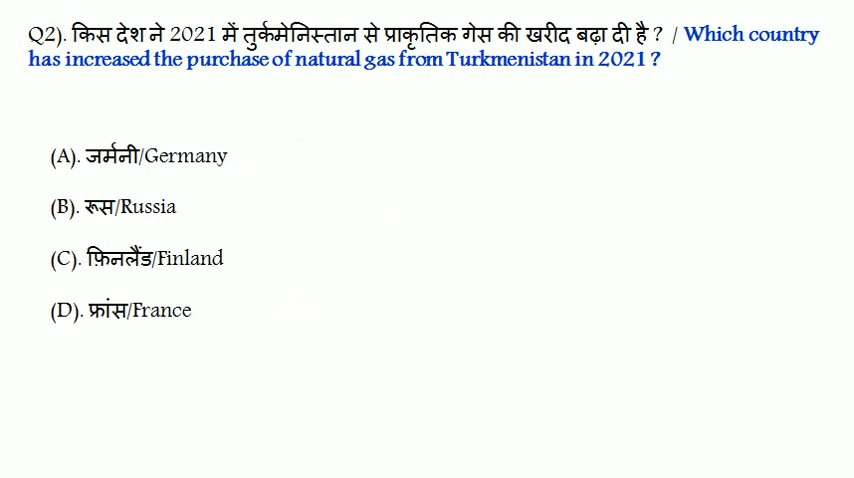 Q2). किस देश ने 2021 में तुर्कमेनिस्तान से प्राकृतिक गेस की खरीद बढ़ा दी है ? / Which country
has increased the purchase of natural gas from Turkmenistan in 2021 ?
(A). जर्मनी/Germany
(B). रूस/Russia
(C). फ़िनलैंड/Finland
(D). फ्रांस/France